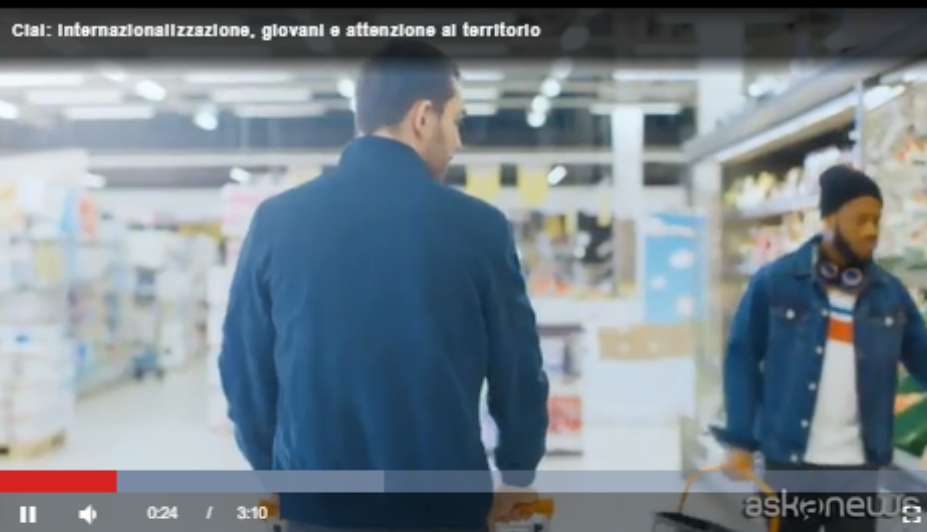 Cial: Internazionalizzazione, giovani e attenzione al territorio
0:24 / 3:10
askanews